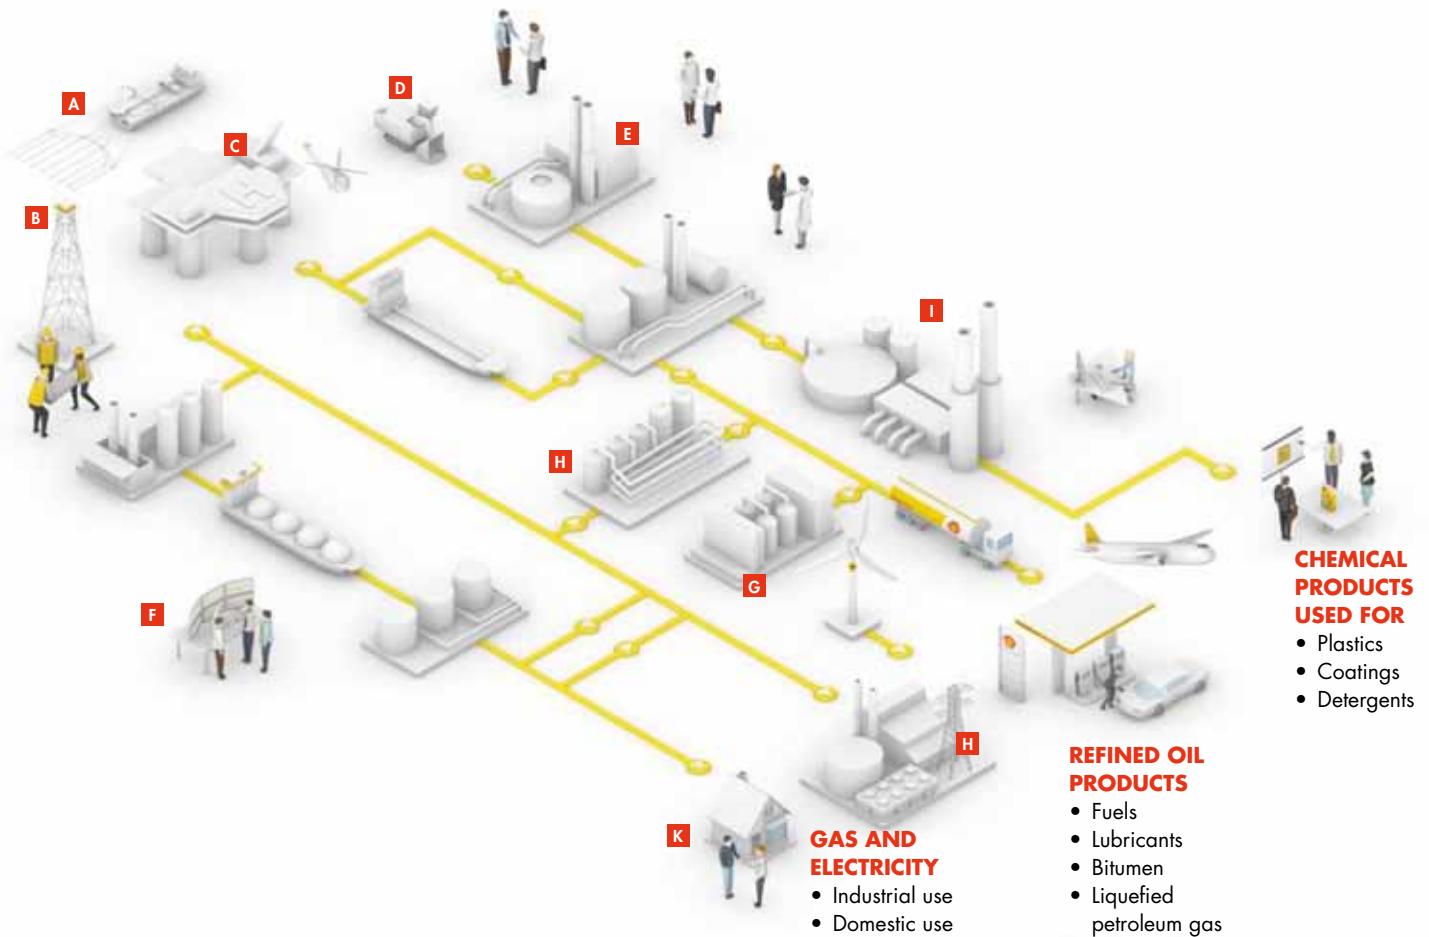 A
D
C
E
B
I
H
G
F
H
K
CHEMICAL
PRODUCTS
USED FOR
• Plastics
• Coatings
• Detergents
REFINED OIL
PRODUCTS
• Fuels
• Lubricants
• Bitumen
• Liquefied
petroleum gas
GAS AND
ELECTRICITY
• Industrial use
• Domestic use